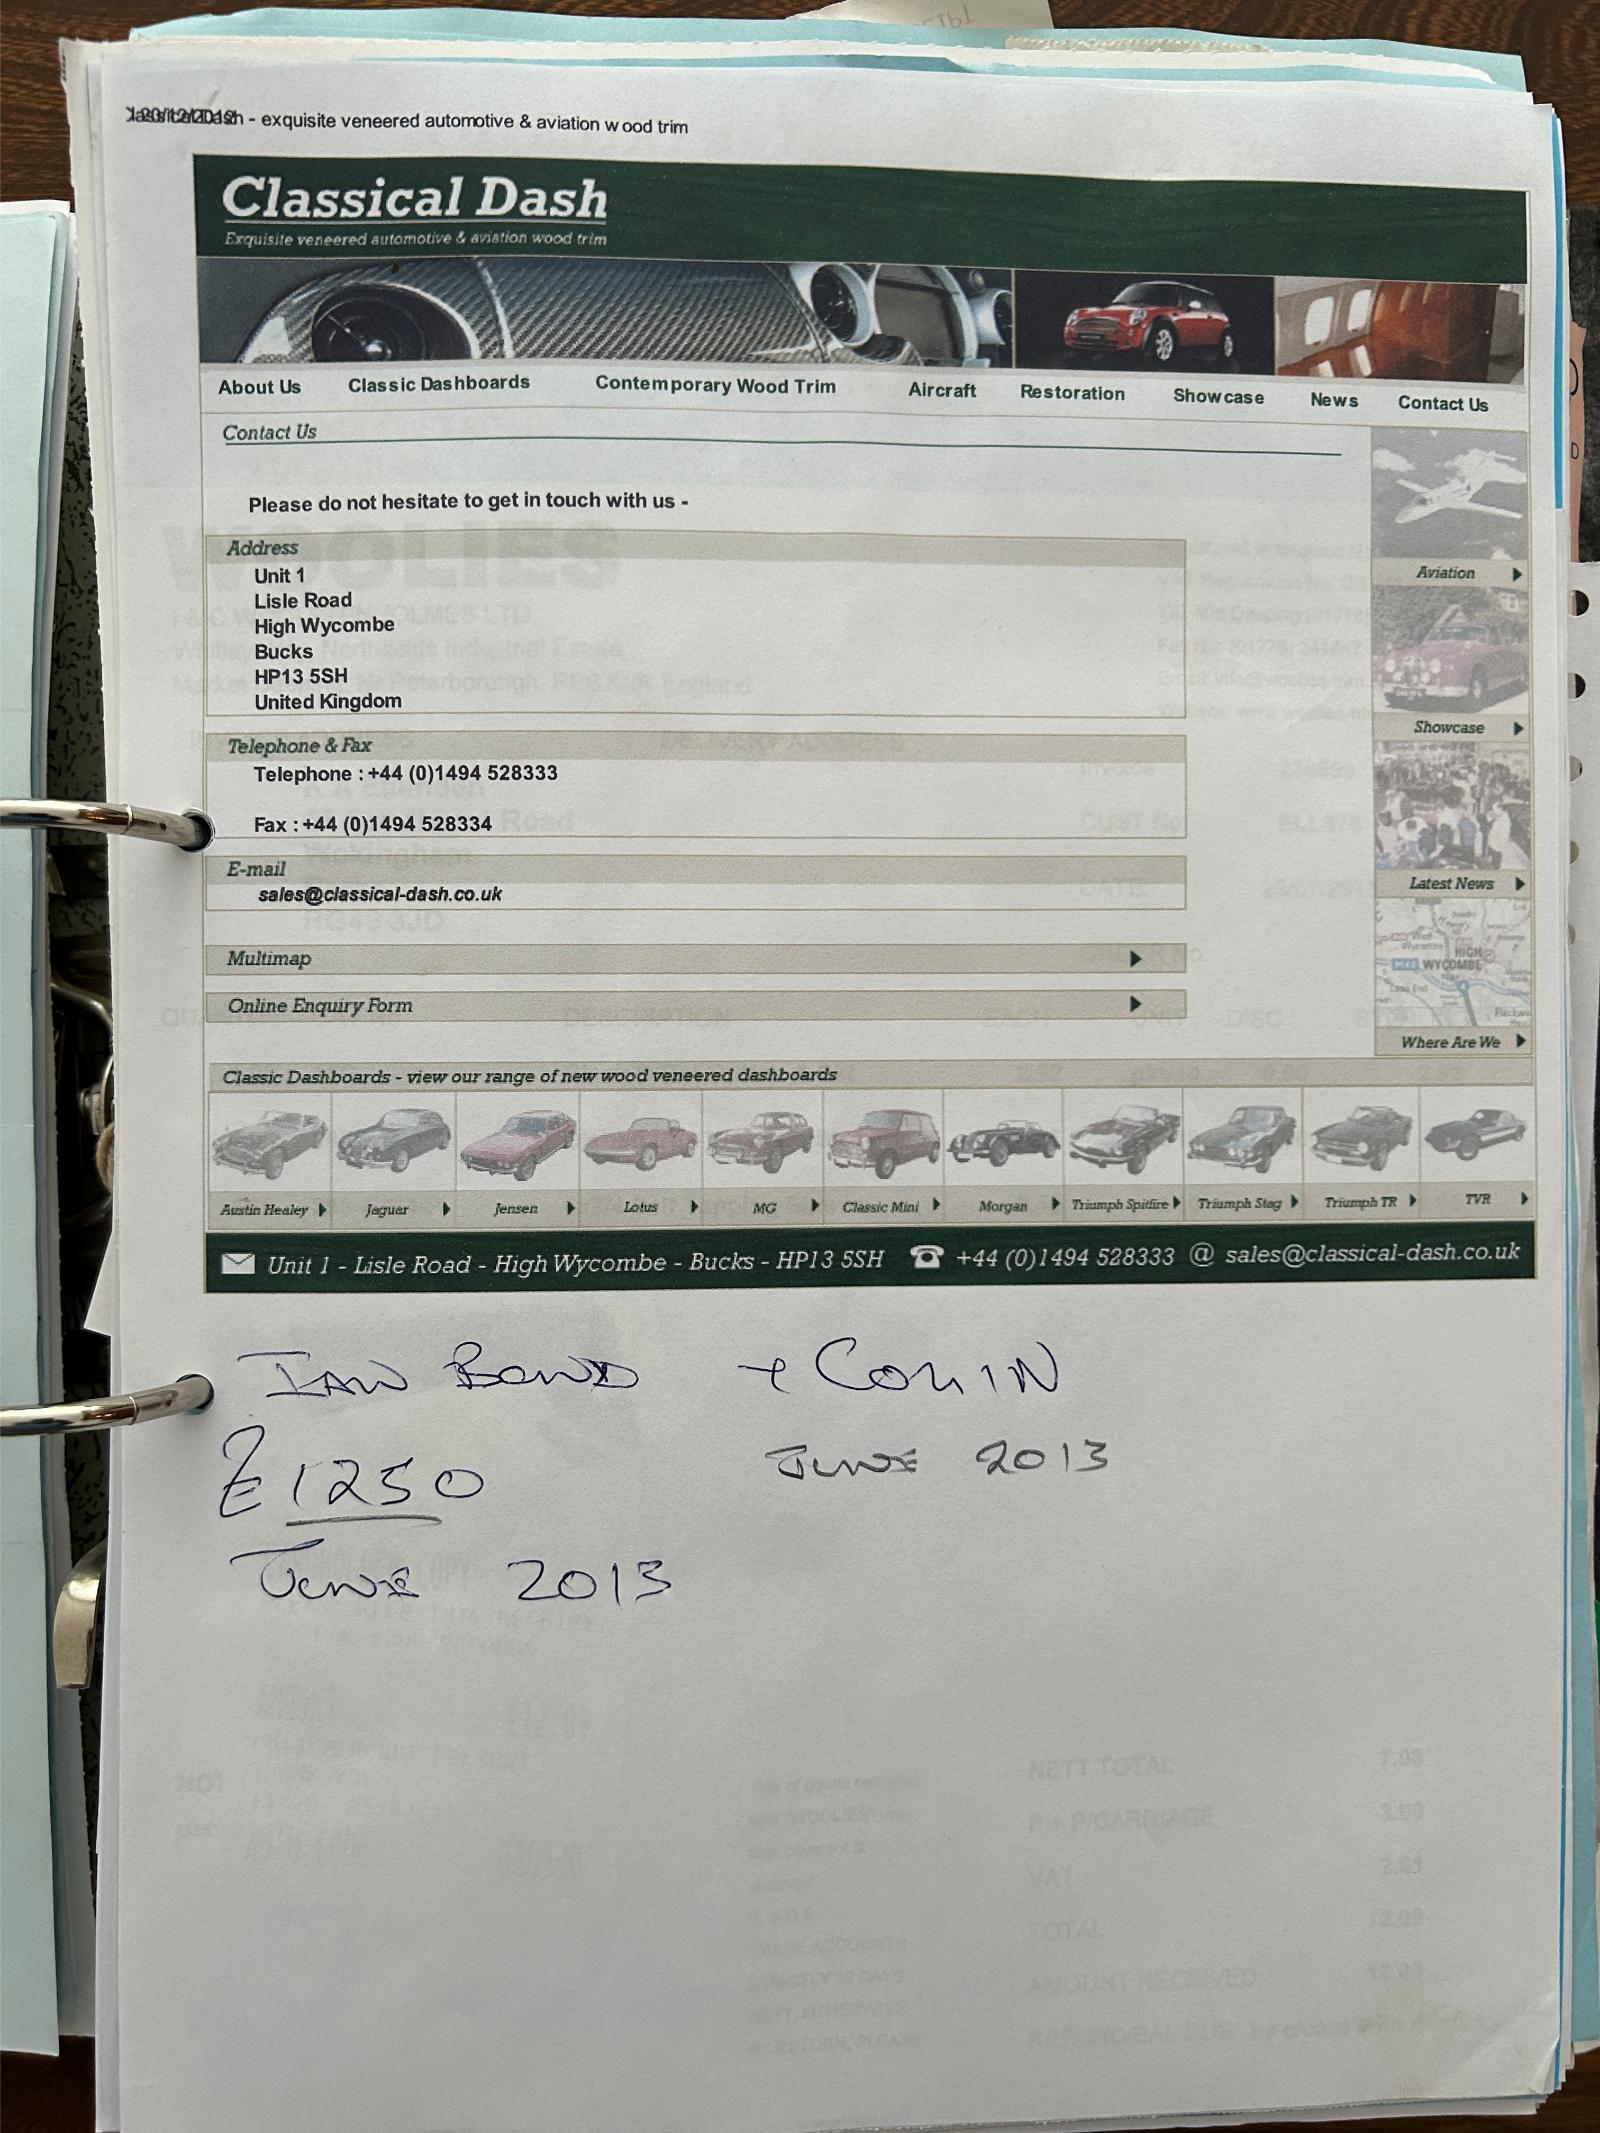 - exquisite veneered automotive & aviation wood trim
Classical Dash
Exquisite veneered automotive & aviation wood trim
About Us Classic Dashboards Contemporary Wood Trim Aircraft Restoration Showcase News Contact Us
Contact Us
Please do not hesitate to get in touch with us -
Address
Unit 1
Lisle Road
High Wycombe
Bucks
HP13 5SH
United Kingdom
Telephone & Fax
Telephone : +44 (0)1494 528333
Fax : +44 (0)1494 528334
E-mail
sales@classical-dash.co.uk
Multimap
Online Enquiry Form
Aviation
Showcase
Latest News
HIGH
WYCOMBE
Where Are We
Classic Dashboards - view our range of new wood veneered dashboards
Austin Healey Jaguar Jensen Lotus MG Classic Mini Morgan Triumph Spitfire Triumph Stag Triumph TR TVR
Unit 1 - Lisle Road - High Wycombe - Bucks - HP13 5SH +44 (0)1494 528333 @ sales@classical-dash.co.uk
IAN BOND + COLIN
£1250 JUNE 2013
JUNE 2013